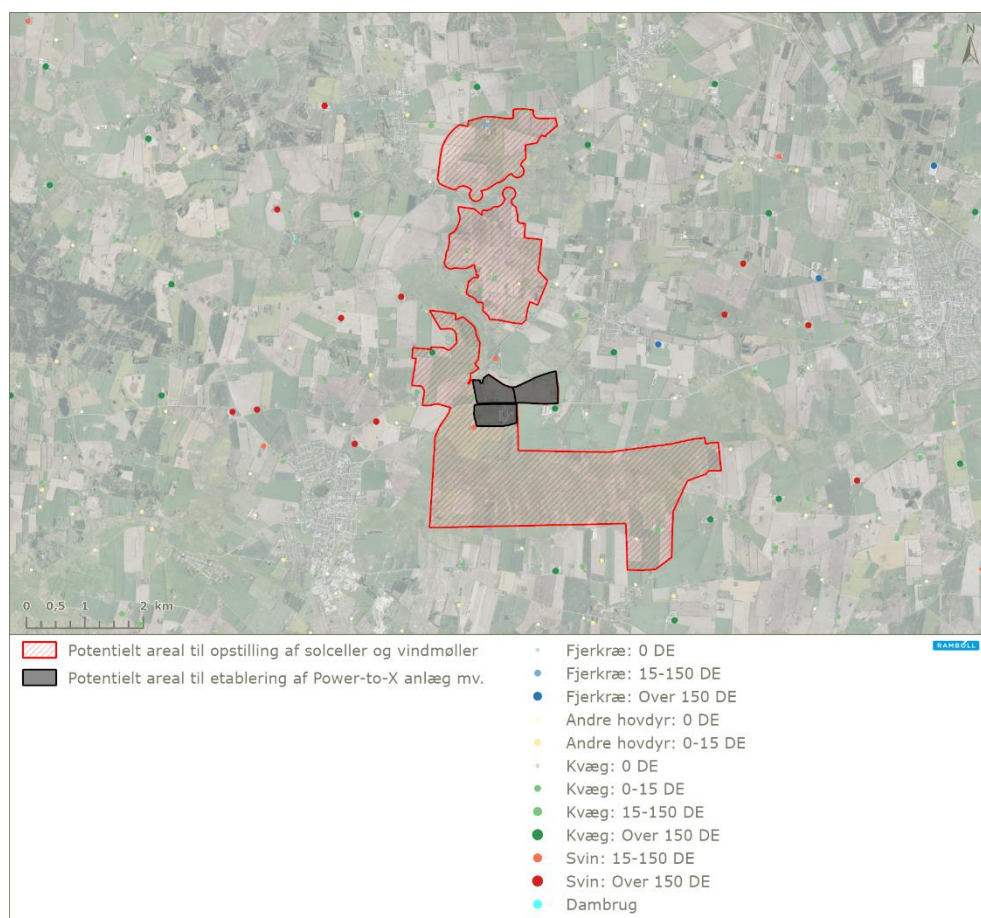 N
0 0,5 1 2 km
Potentielt areal til opstilling af solceller og vindmøller
Potentielt areal til etablering af Power-to-X anlæg mv.
Fjerkræ: 0 DE
Fjerkræ: 15-150 DE
Fjerkræ: Over 150 DE
Andre hovdyr: 0 DE
Andre hovdyr: 0-15 DE
Kvæg: 0 DE
Kvæg: 0-15 DE
Kvæg: 15-150 DE
Kvæg: Over 150 DE
Svin: 15-150 DE
Svin: Over 150 DE
Dambrug
RAMBOLL